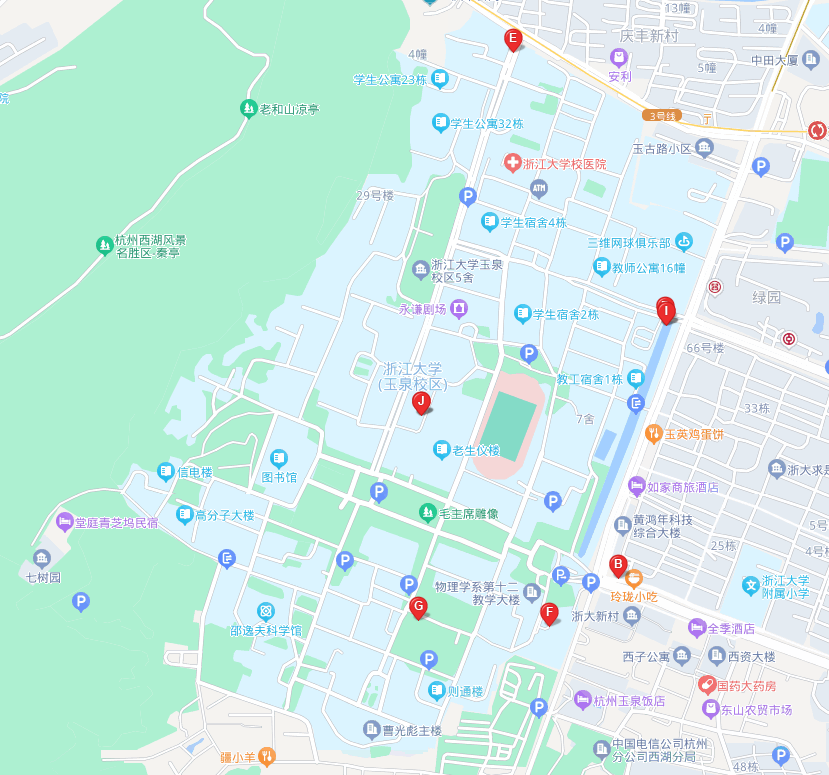 13幢
庆丰新村
4幢
4幢
5幢
中田大厦
安利
学生公寓23栋
院
老和山凉亭
3号线
学生公寓32栋
玉古路小区
浙江大学校医院
ATM
29号楼
P
P
学生宿舍4栋
三维网球俱乐部
P
杭州西湖风景
名胜区-秦亭
浙江大学玉泉
校区5舍
教师公寓16幢
绿园
永谦剧场
学生宿舍2栋
I
66号楼
P
浙江大学
(玉泉校区)
教工宿舍1栋
J
7舍
33栋
玉英鸡蛋饼
老生仪楼
信电楼
图书馆
浙大求是
P
如家商旅酒店
P
高分子大楼
毛主席雕像
堂庭青芝坞民宿
黄鸿年科技
综合大楼
5号
25栋
4号楼
P
七树园
B
P
P
P
物理学系第十二
教学大楼
浙江大学
附属小学
玲珑小吃
P
G
F
邵逸夫科学馆
浙大新村
全季酒店
P
西子公寓
西资大楼
则通楼
国药大药房
杭州玉泉饭店
P
东山农贸市场
曹光彪主楼
疆小羊
中国电信公司杭州
分公司西湖分局
P
48栋
E